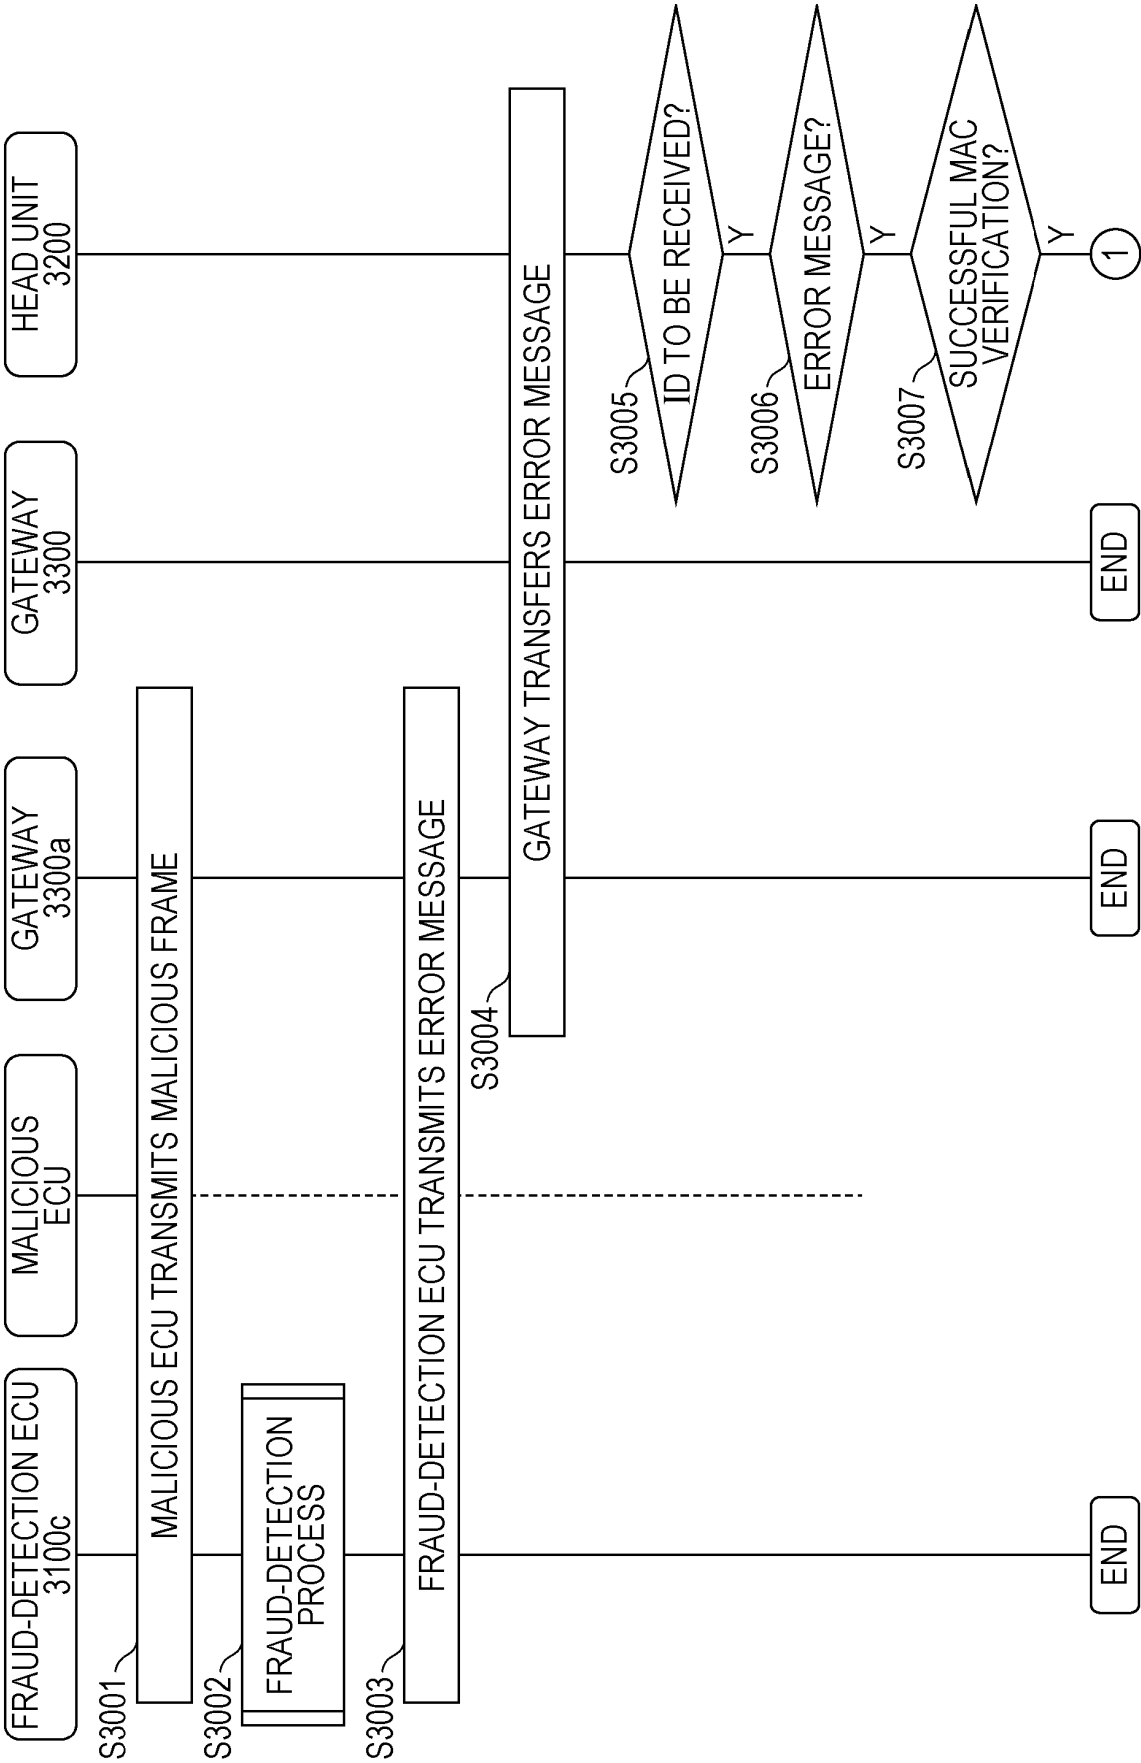 FRAUD-DETECTION ECU
3100c
MALICIOUS
ECU
GATEWAY
3300a
GATEWAY
3300
HEAD UNIT
3200
S3001
MALICIOUS ECU TRANSMITS MALICIOUS FRAME
S3002
FRAUD-DETECTION
PROCESS
S3003
FRAUD-DETECTION ECU TRANSMITS ERROR MESSAGE
S3004
GATEWAY TRANSFERS ERROR MESSAGE
S3005
ID TO BE RECEIVED?
Y
S3006
ERROR MESSAGE?
Y
S3007
SUCCESSFUL MAC
VERIFICATION?
Y
END
END
END
1